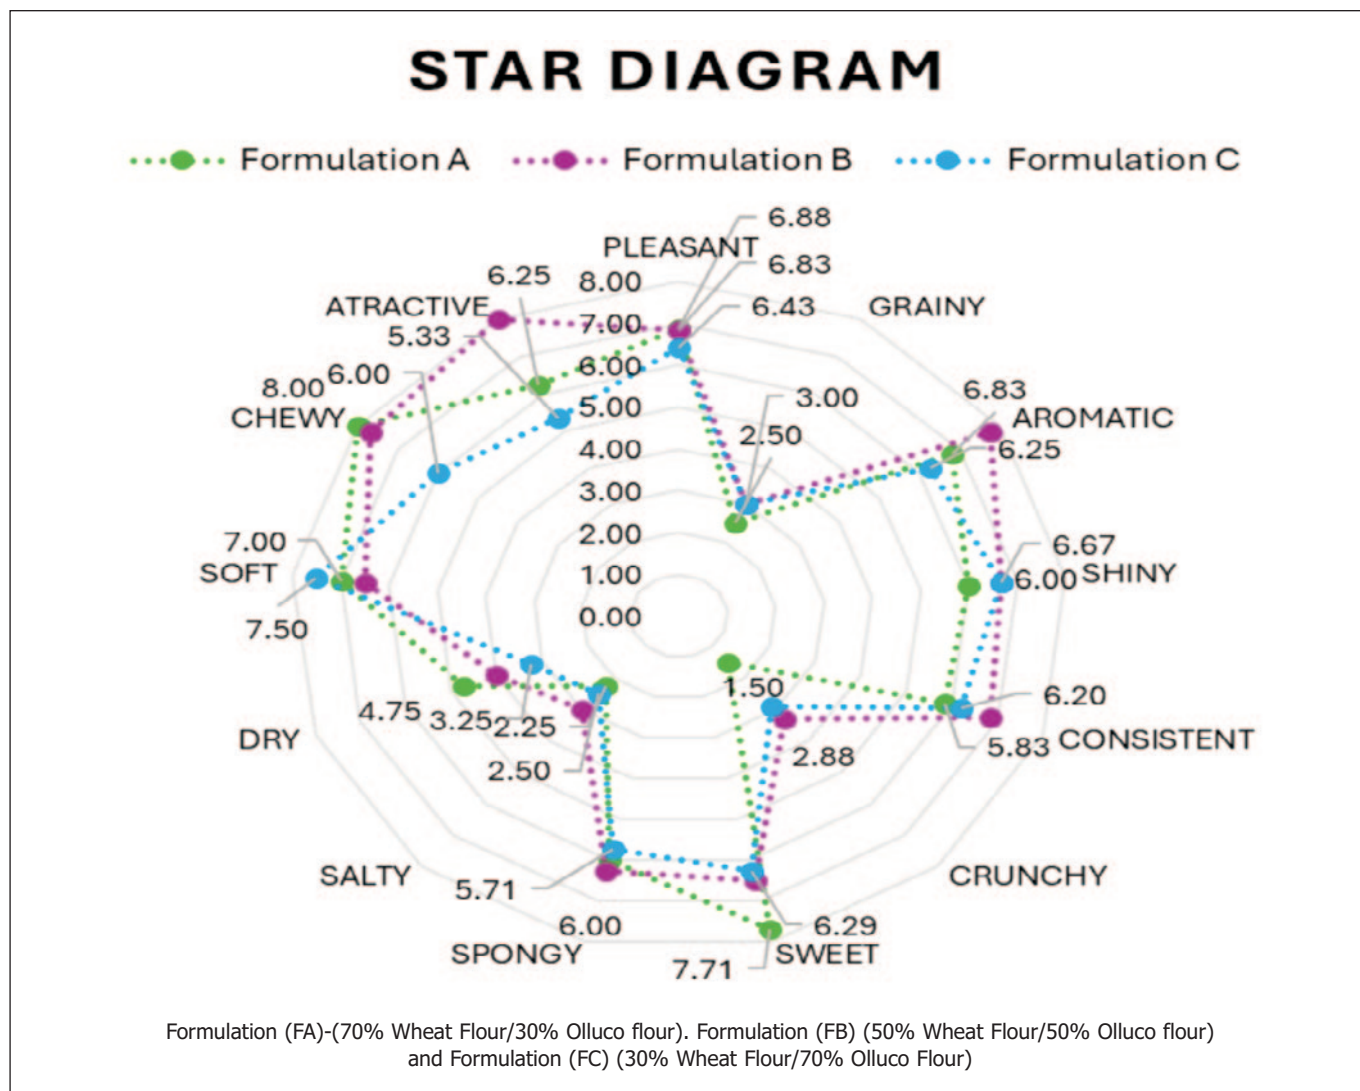 STAR DIAGRAM
Formulation A Formulation B Formulation C
6.88
PLEASANT
6.83
6.25
8.00
ATRACTIVE
6.43
GRAINY
5.33
7.00
6.00
8.00
6.00
6.83
3.00
CHEWY
5.00
AROMATIC
2.50
6.25
4.00
3.00
7.00
2.00
6.67
SOFT
1.00
6.00
SHINY
0.00
7.50
1.50
6.20
4.75
3.25
2.25
DRY
2.88
5.83
CONSISTENT
2.50
SALTY
5.71
CRUNCHY
6.00
6.29
SPONGY
SWEET
7.71
Formulation (FA)-(70% Wheat Flour/30% Olluco flour). Formulation (FB) (50% Wheat Flour/50% Olluco flour)
and Formulation (FC) (30% Wheat Flour/70% Olluco Flour)